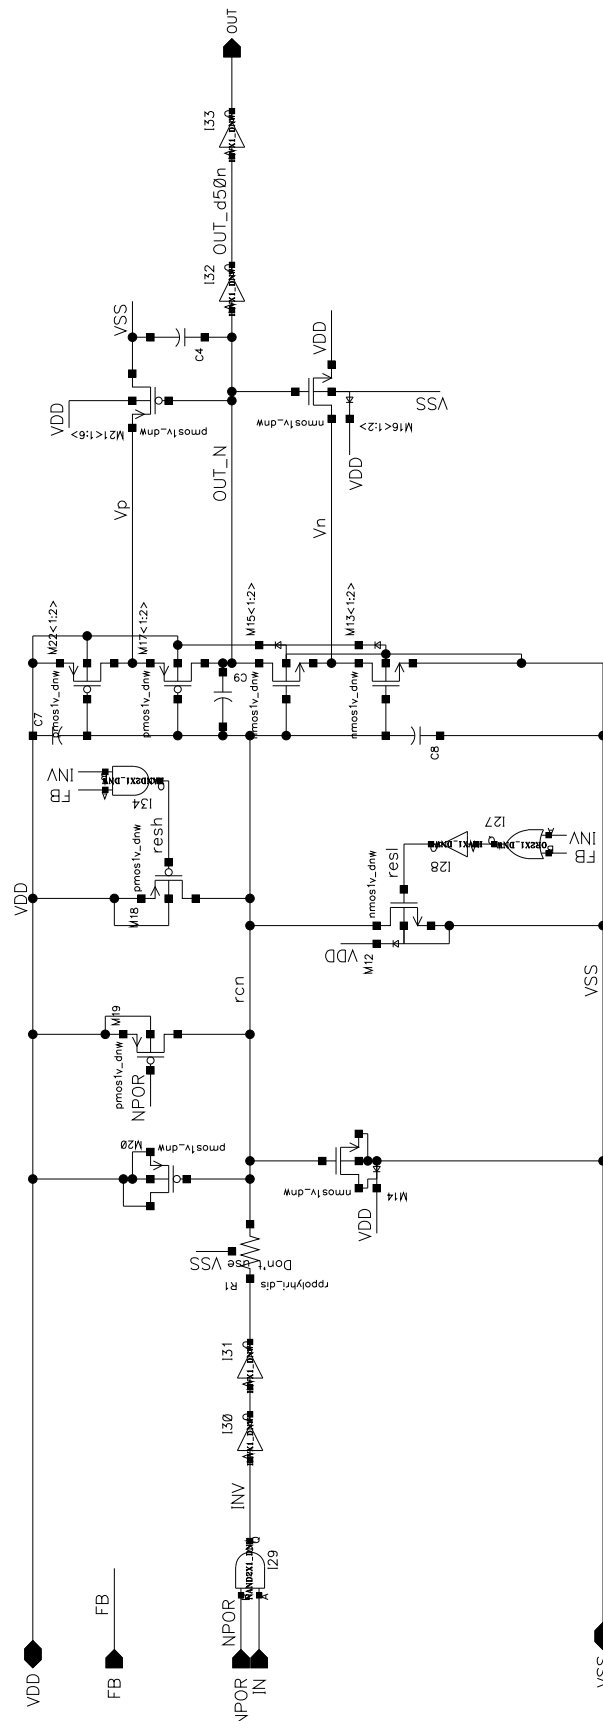 OUT
I33
OUT_d50n
I32
VSS
C4
VDD
M21<1:6>
pmos1v_dnw
OUT_N
Vp
VDD
nmos1v_dnw
M16<1:2>
VSS
VDD
Vn
M22<1:2>
pmos1v_dnw
M17<1:2>
pmos1v_dnw
M15<1:2>
nmos1v_dnw
M13<1:2>
nmos1v_dnw
C7
C9
C8
INV
FB
I34
resh
pmos1v_dnw
M18
VDD
I27
I28
INV
FB
resl
nmos1v_dnw
M12
VDD
VSS
rcn
M19
pmos1v_dnw
NPOR
M20
pmos1v_dnw
nmos1v_dnw
M14
VDD
VSS
Don't use
R1
rppolyhri_dis
I31
I30
INV
I29
NAND2X1_DNW
NPOR
FB
VDD
FB
NPOR
IN
VSS